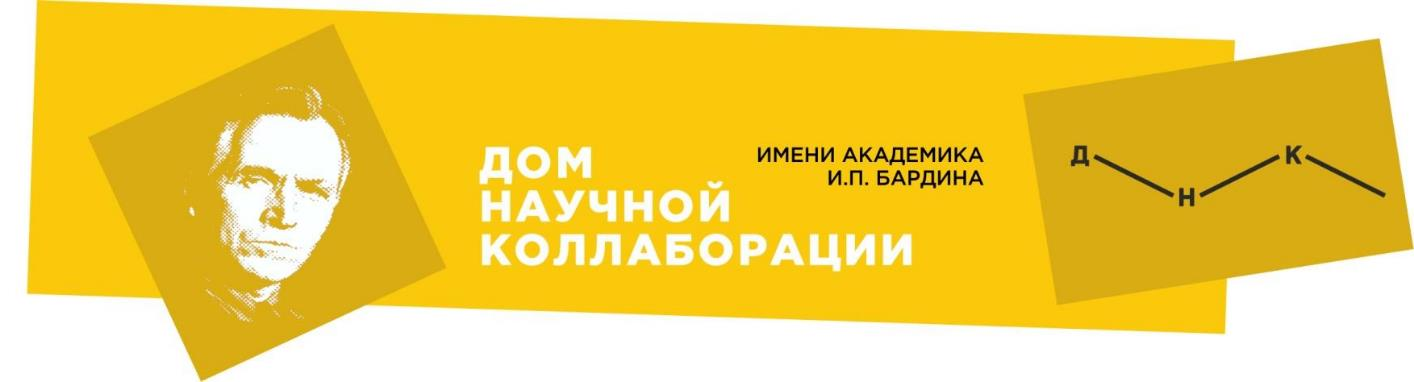 ДОМ
НАУЧНОЙ
КОЛЛАБОРАЦИИ
ИМЕНИ АКАДЕМИКА
И.П. БАРДИНА
Д
Н
К